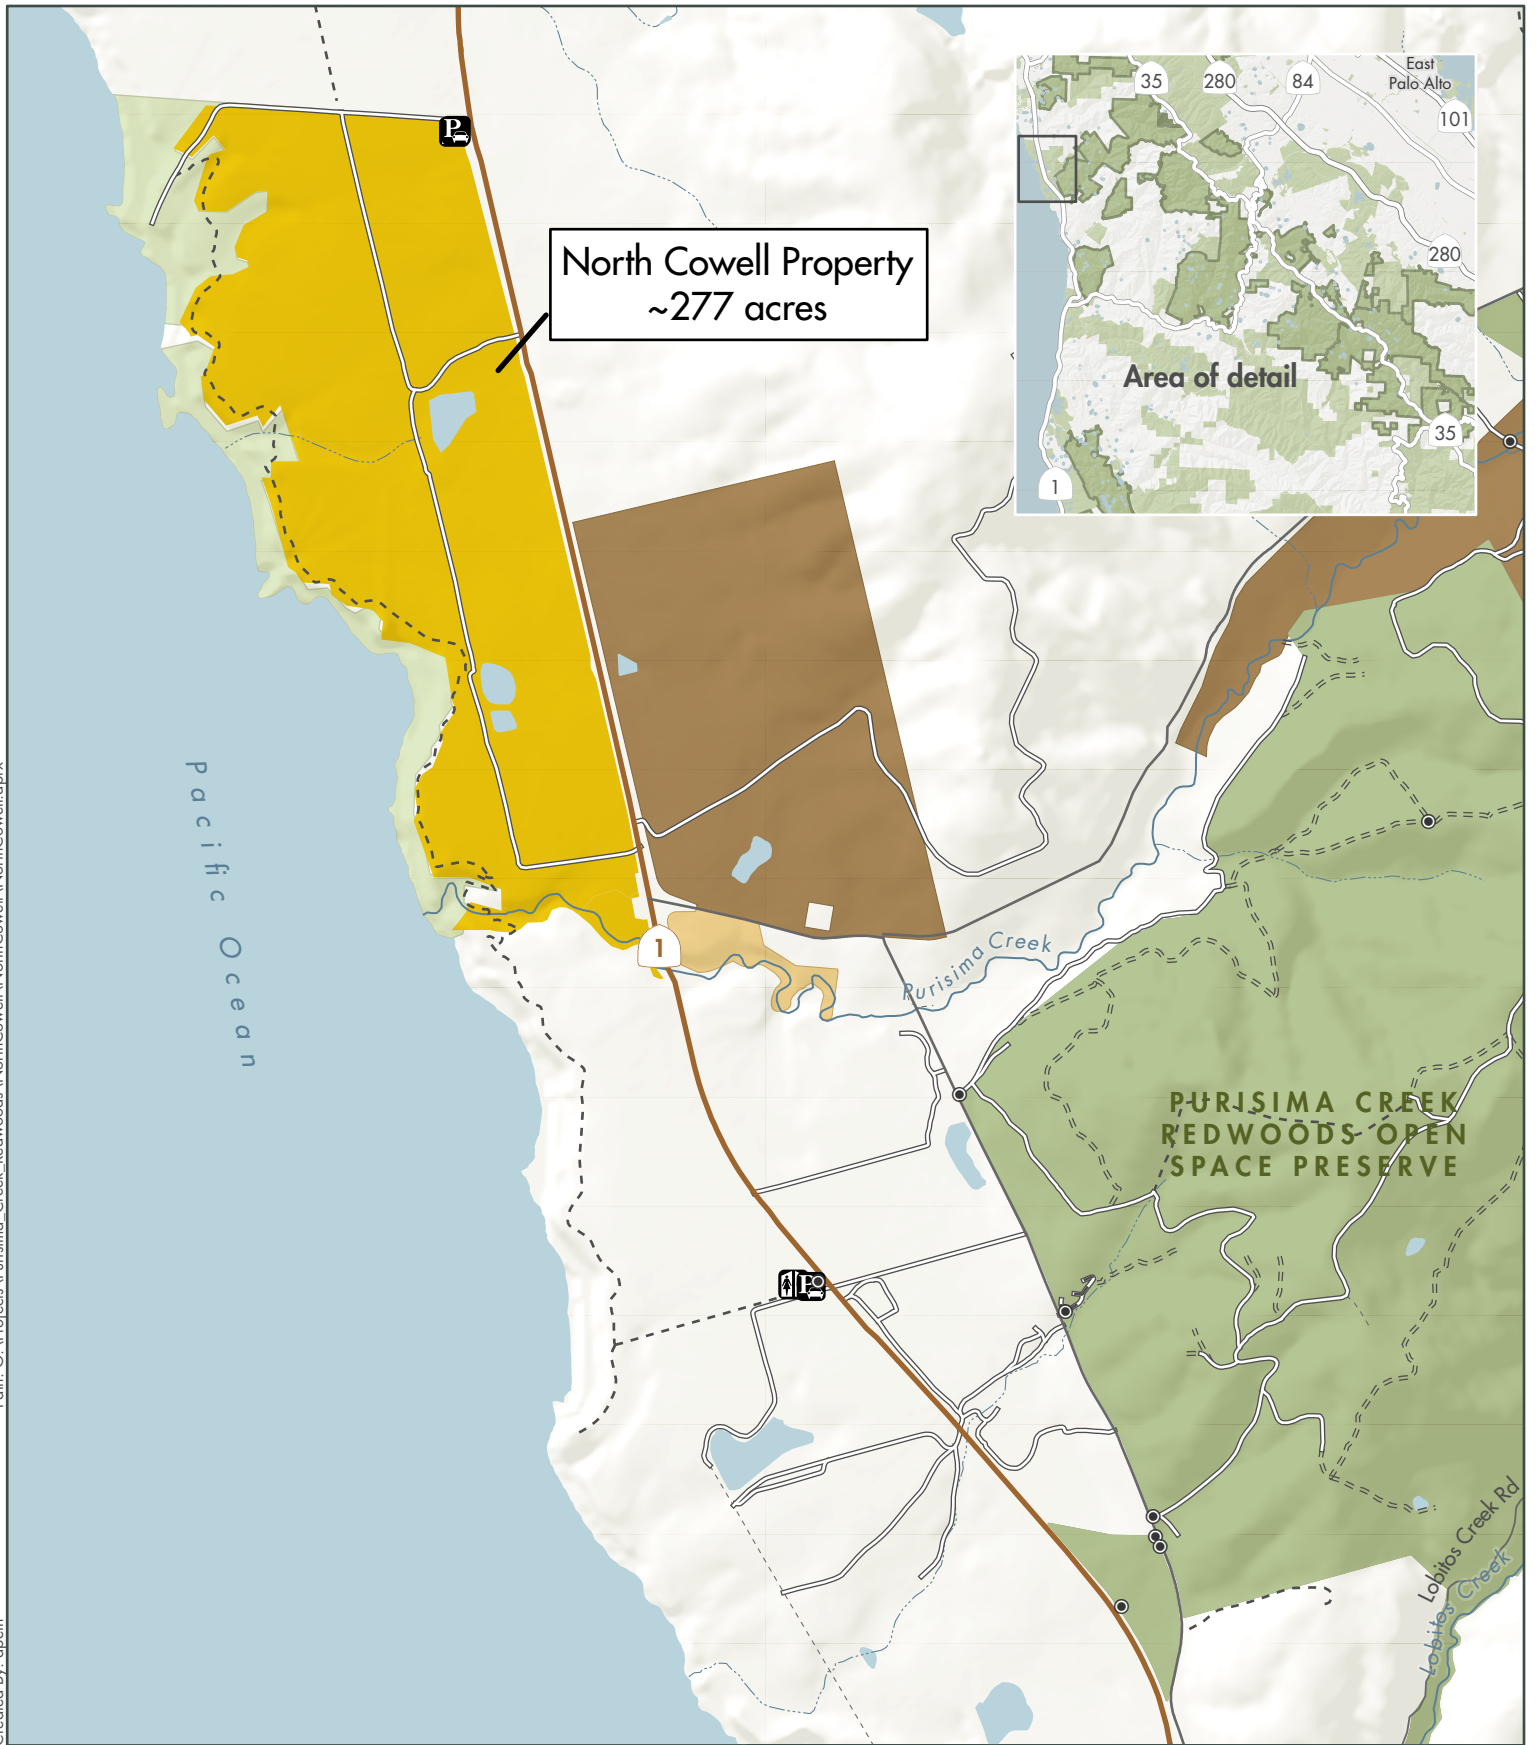 North Cowell Property
~277 acres
35
280
84
East
Palo Alto
101
280
Area of detail
35
1
P
Pacific Ocean
1
Purisima Creek
PURISIMA CREEK
REDWOODS OPEN
SPACE PRESERVE
P
Lobitos Creek Rd
Lobitos Creek